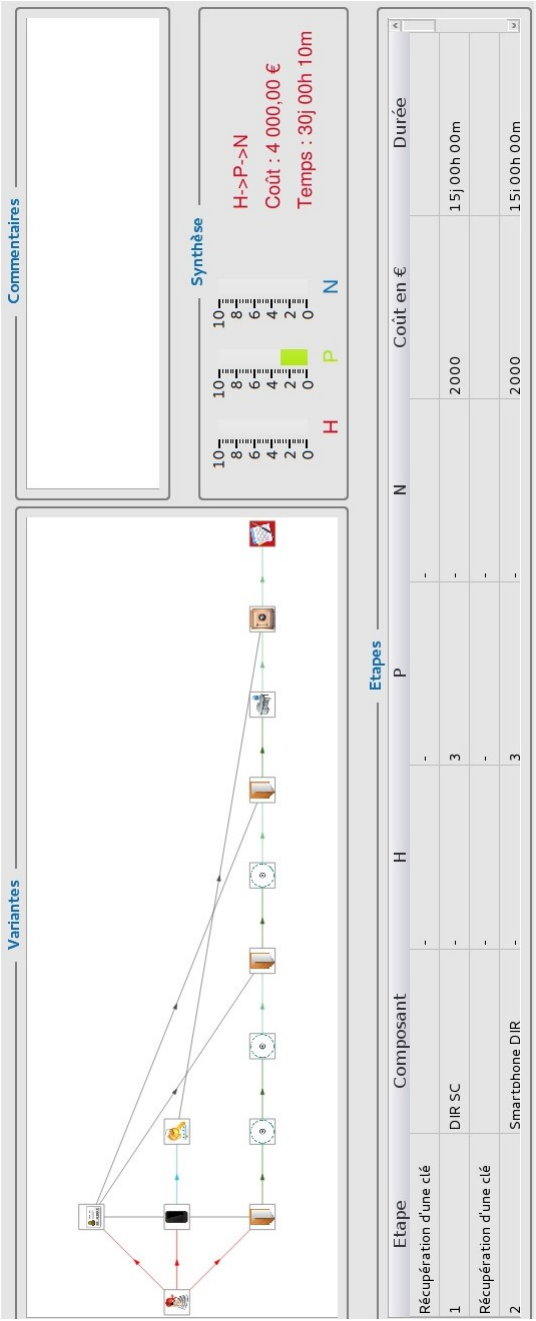 Variantes
Commentaires
Synthèse
10
8
6
4
2
0
H
10
8
6
4
2
0
P
10
8
6
4
2
0
N
H->P->N
Coût : 4 000,00 €
Temps : 30j 00h 10m
Etapes
Etape Composant H P N Coût en € Durée
Récupération d'une clé - - -
1 DIR SC - 3 - 2000 15j 00h 00m
Récupération d'une clé - - -
2 Smartphone DIR - 3 - 2000 15j 00h 00m